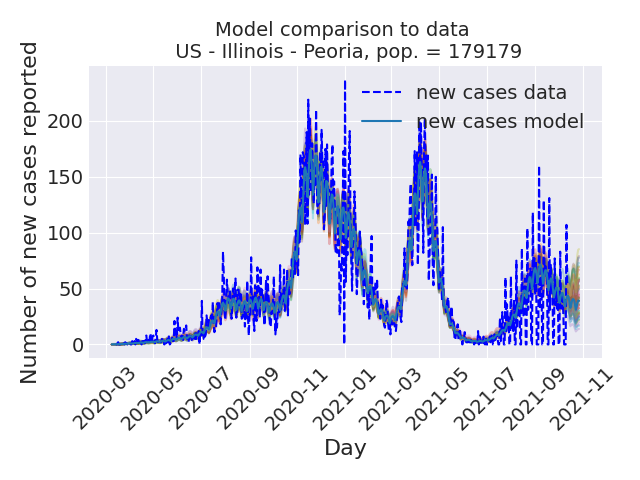 Model comparison to data
US - Illinois - Peoria, pop. = 179179
Number of new cases reported
200
150
100
50
0
new cases data
new cases model
2020-03
2020-05
2020-07
2020-09
2020-11
2021-01
2021-03
2021-05
2021-07
2021-09
2021-11
Day